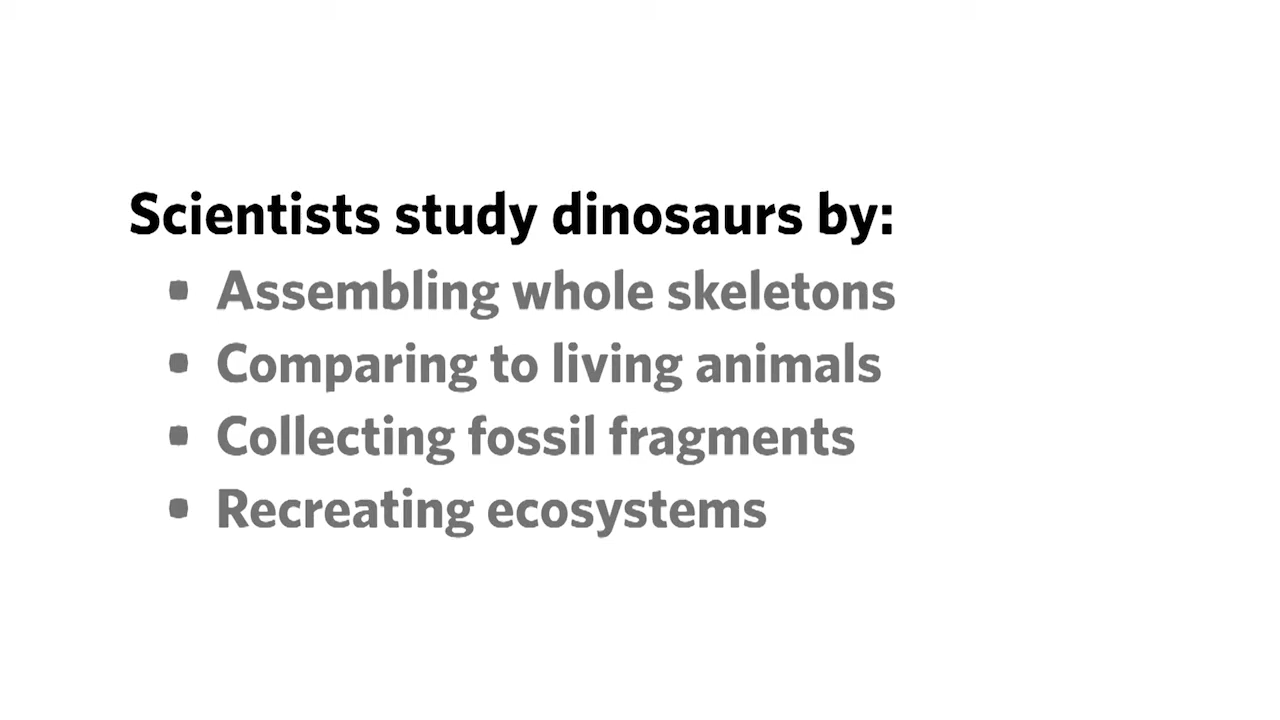 Scientists study dinosaurs by:
▪ Assembling whole skeletons
▪ Comparing to living animals
▪ Collecting fossil fragments
▪ Recreating ecosystems